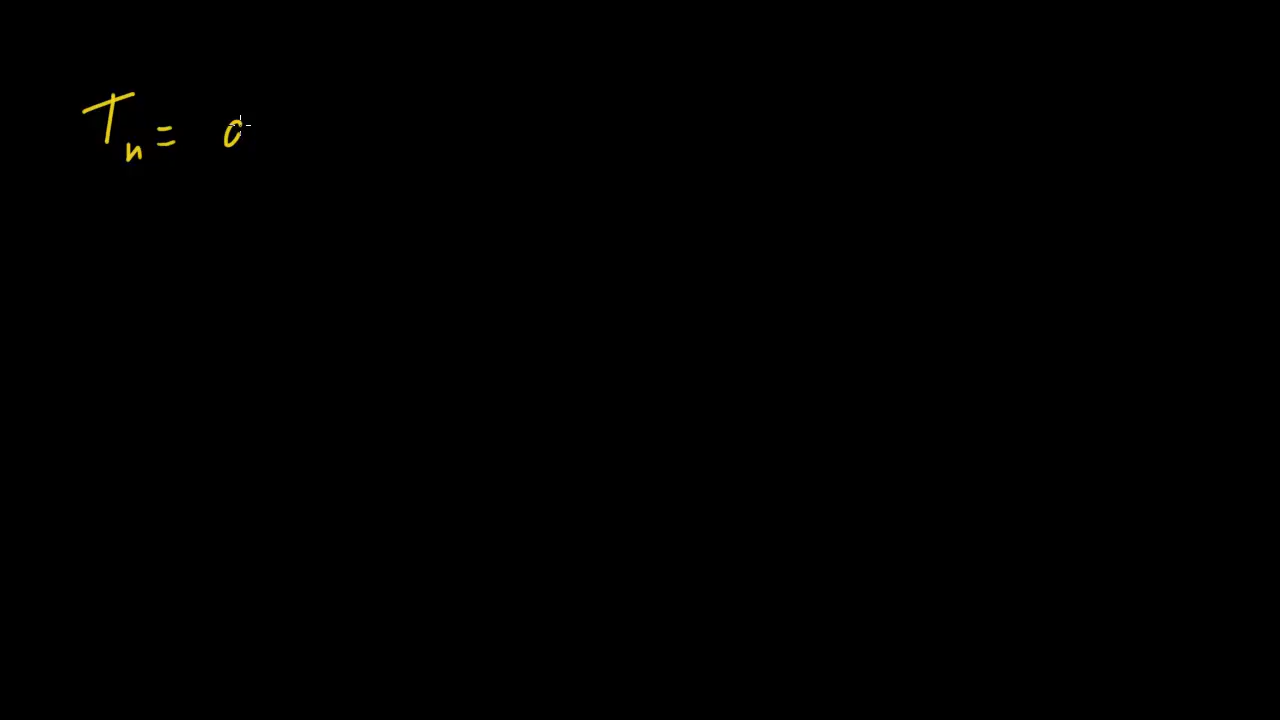 Tn =